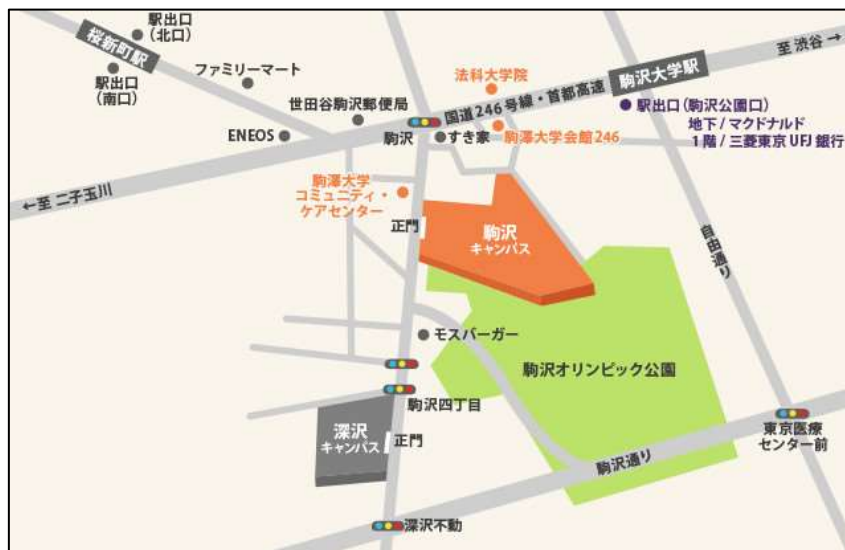 駅出口
(北口)
桜新町駅
駅出口
(南口)
ファミリーマート
世田谷駒沢郵便局
ENEOS
駒沢
すき家
国道246号線・首都高速
法科大学院
駒澤大学会館246
駒沢大学駅
至 渋谷→
駅出口(駒沢公園口)
地下/マクドナルド
1階/三菱東京UFJ銀行
←至 二子玉川
駒澤大学
コミュニティ・
ケアセンター
正門
駒沢
キャンパス
自由通り
モスバーガー
駒沢オリンピック公園
駒沢四丁目
深沢
キャンパス
正門
駒沢通り
東京医療
センター前
深沢不動